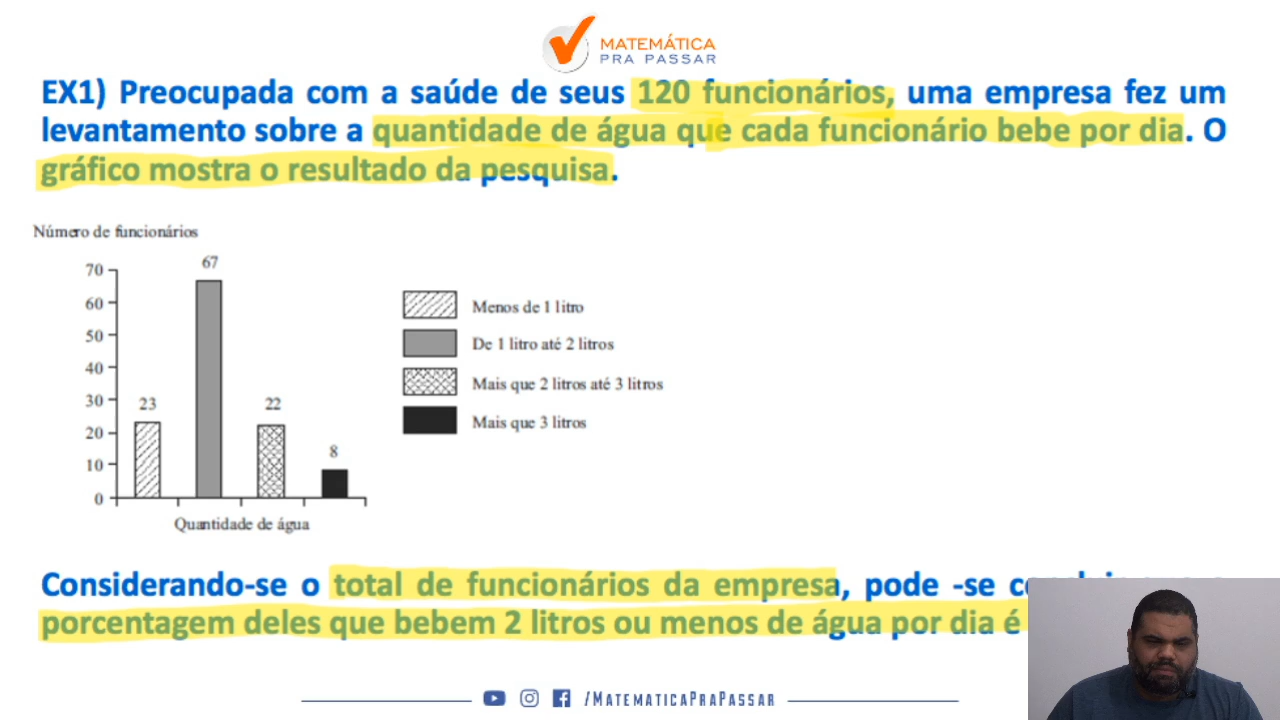 MATEMÁTICA
PRA PASSAR
EX1) Preocupada com a saúde de seus 120 funcionários, uma empresa fez um
levantamento sobre a quantidade de água que cada funcionário bebe por dia. O
gráfico mostra o resultado da pesquisa.
Número de funcionários
70
60
50
40
30
20
10
0
23
67
22
8
Quantidade de água
Menos de 1 litro
De 1 litro até 2 litros
Mais que 2 litros até 3 litros
Mais que 3 litros
Considerando-se o total de funcionários da empresa, pode -se
porcentagem deles que bebem 2 litros ou menos de água por dia é
/MATEMATICAPRAPASSAR